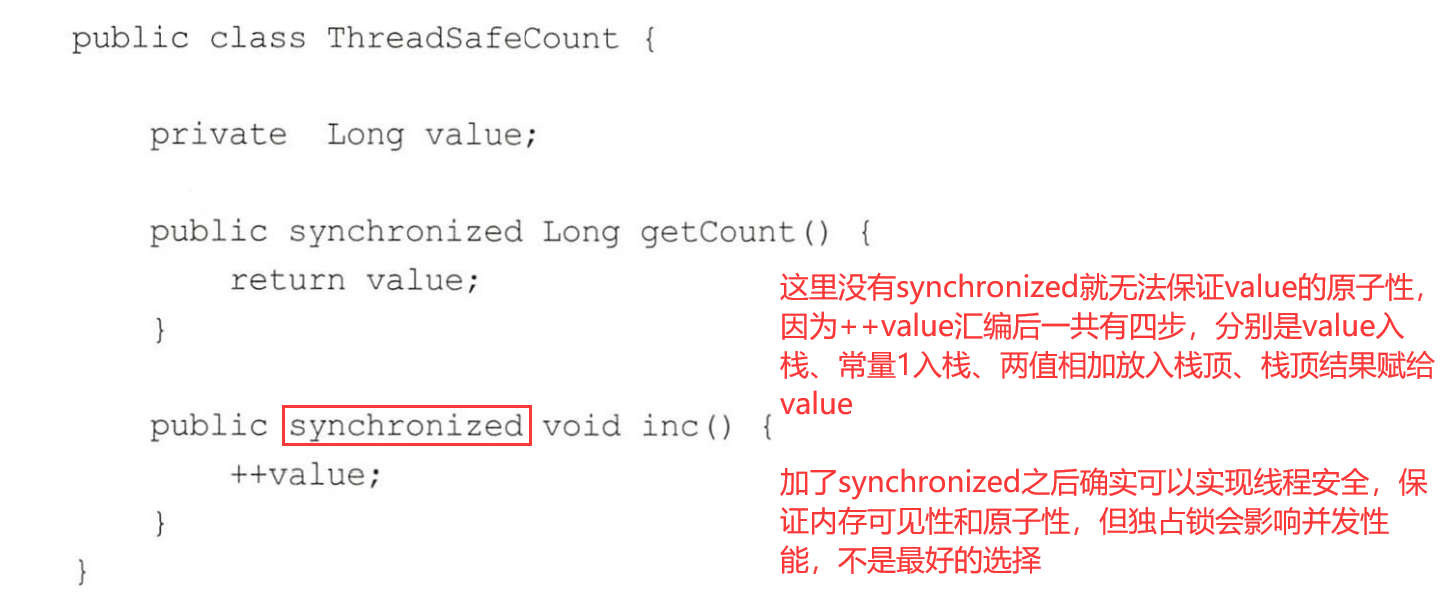 public class ThreadSafeCount {
private  Long value;
public synchronized Long getCount() {
return value;
}
这里没有synchronized就无法保证value的原子性，
因为++value汇编后一共有四步，分别是value入
栈、常量1入栈、两值相加放入栈顶、栈顶结果赋给
value
public synchronized void inc() {
++value;
}
加了synchronized之后确实可以实现线程安全，保
证内存可见性和原子性，但独占锁会影响并发性
能，不是最好的选择
}